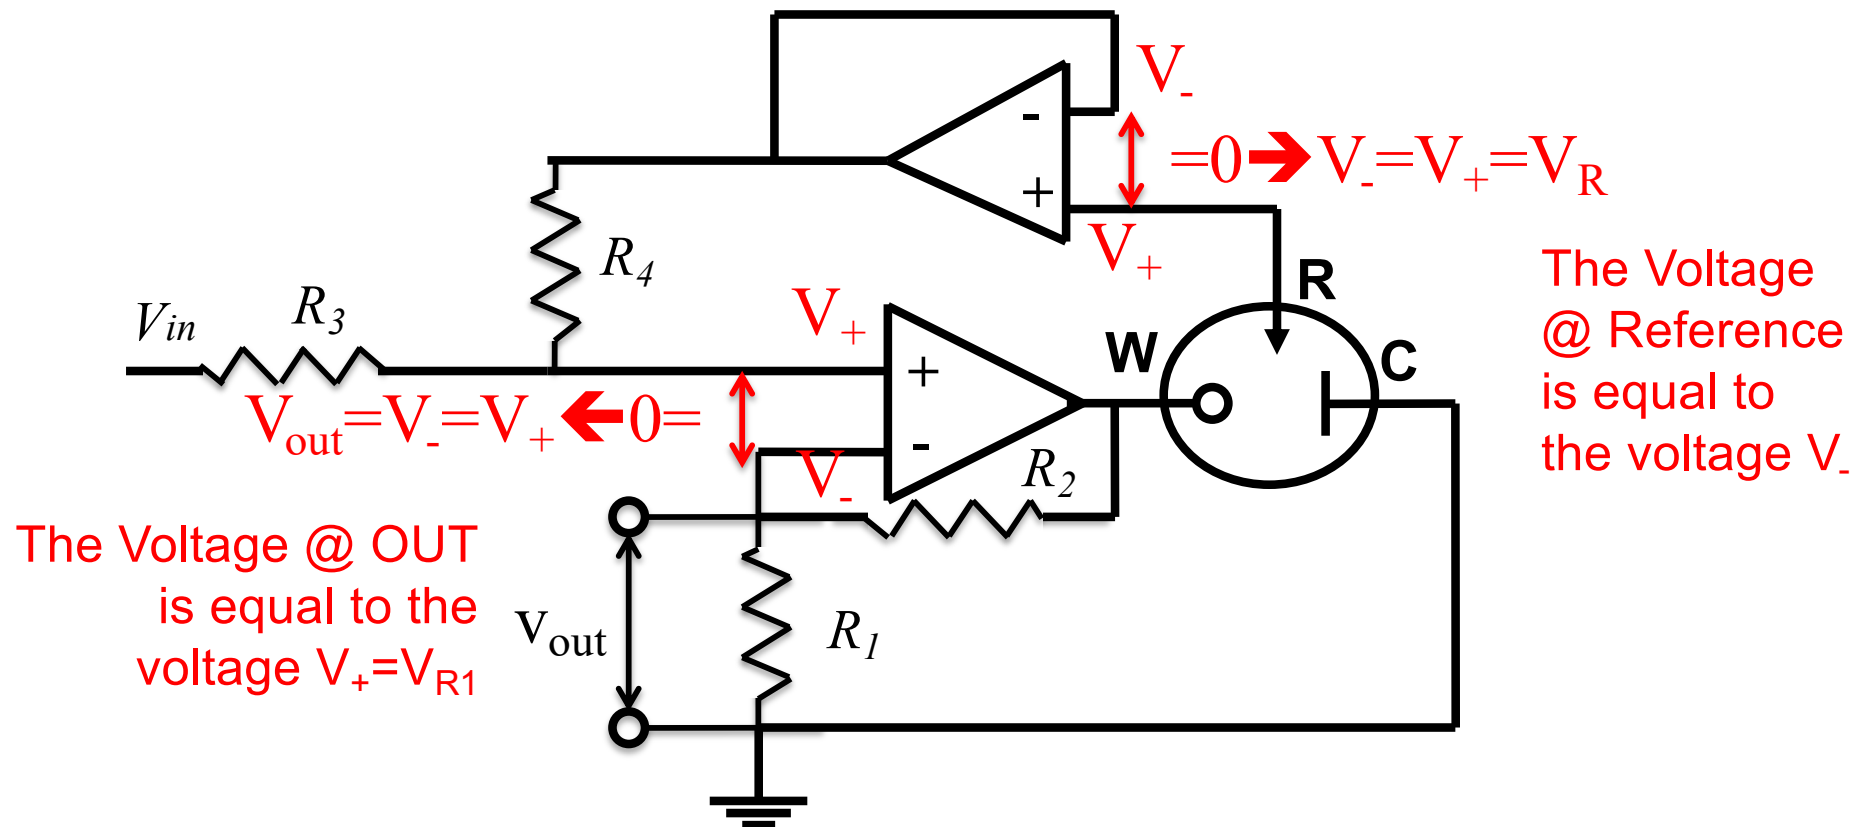 V-
-
=0 → V-=V+=VR
+
V+
R4
R
The Voltage
@ Reference
is equal to
the voltage V-
Vin
R3
V+
W
C
+
Vout=V-=V+ ← 0=
-
V-
R2
The Voltage @ OUT
is equal to the
voltage V+=VR1
vout
R1